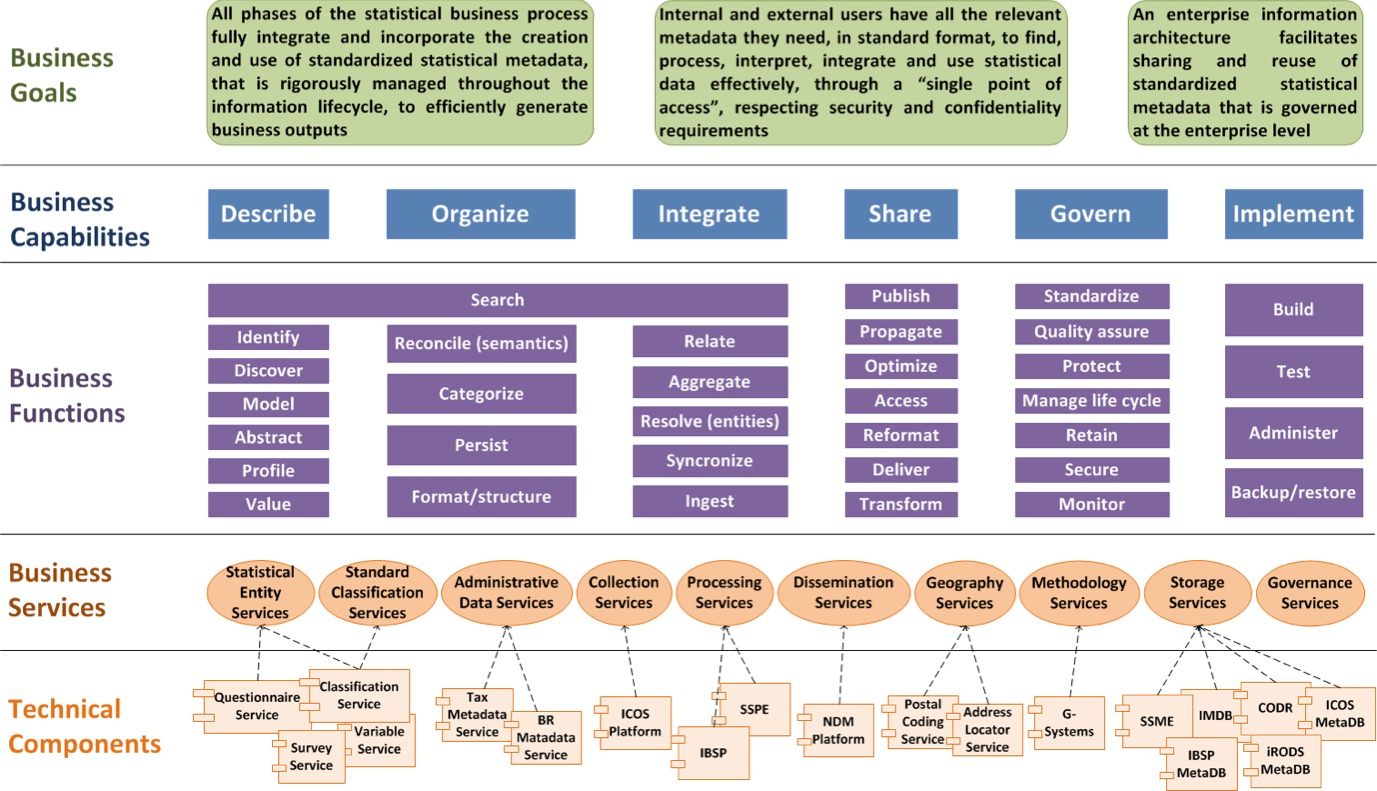 Business
Goals
All phases of the statistical business process
fully integrate and incorporate the creation
and use of standardized statistical metadata,
that is rigorously managed throughout the
information lifecycle, to efficiently generate
business outputs
Internal and external users have all the relevant
metadata they need, in standard format, to find,
process, interpret, integrate and use statistical
data effectively, through a “single point of
access”, respecting security and confidentiality
requirements
An enterprise information
architecture facilitates
sharing and reuse of
standardized statistical
metadata that is governed
at the enterprise level
Business
Capabilities
Describe
Organize
Integrate
Share
Govern
Implement
Business
Functions
Search
Identify
Discover
Model
Abstract
Profile
Value
Reconcile (semantics)
Categorize
Persist
Format/structure
Relate
Aggregate
Resolve (entities)
Syncronize
Ingest
Publish
Propagate
Optimize
Access
Reformat
Deliver
Transform
Standardize
Quality assure
Protect
Manage life cycle
Retain
Secure
Monitor
Build
Test
Administer
Backup/restore
Business
Services
Statistical
Entity
Services
Standard
Classification
Services
Administrative
Data Services
Collection
Services
Processing
Services
Dissemination
Services
Geography
Services
Methodology
Services
Storage
Services
Governance
Services
Technical
Components
Questionnaire
Service
Classification
Service
Survey
Service
Variable
Service
Tax
Metadata
Service
BR
Matadata
Service
ICOS
Platform
IBSP
SSPE
NDM
Platform
Postal
Coding
Service
Address
Locator
Service
G-
Systems
SSME
IMDB
CODR
ICOS
MetaDB
IBSP
MetaDB
iRODS
MetaDB